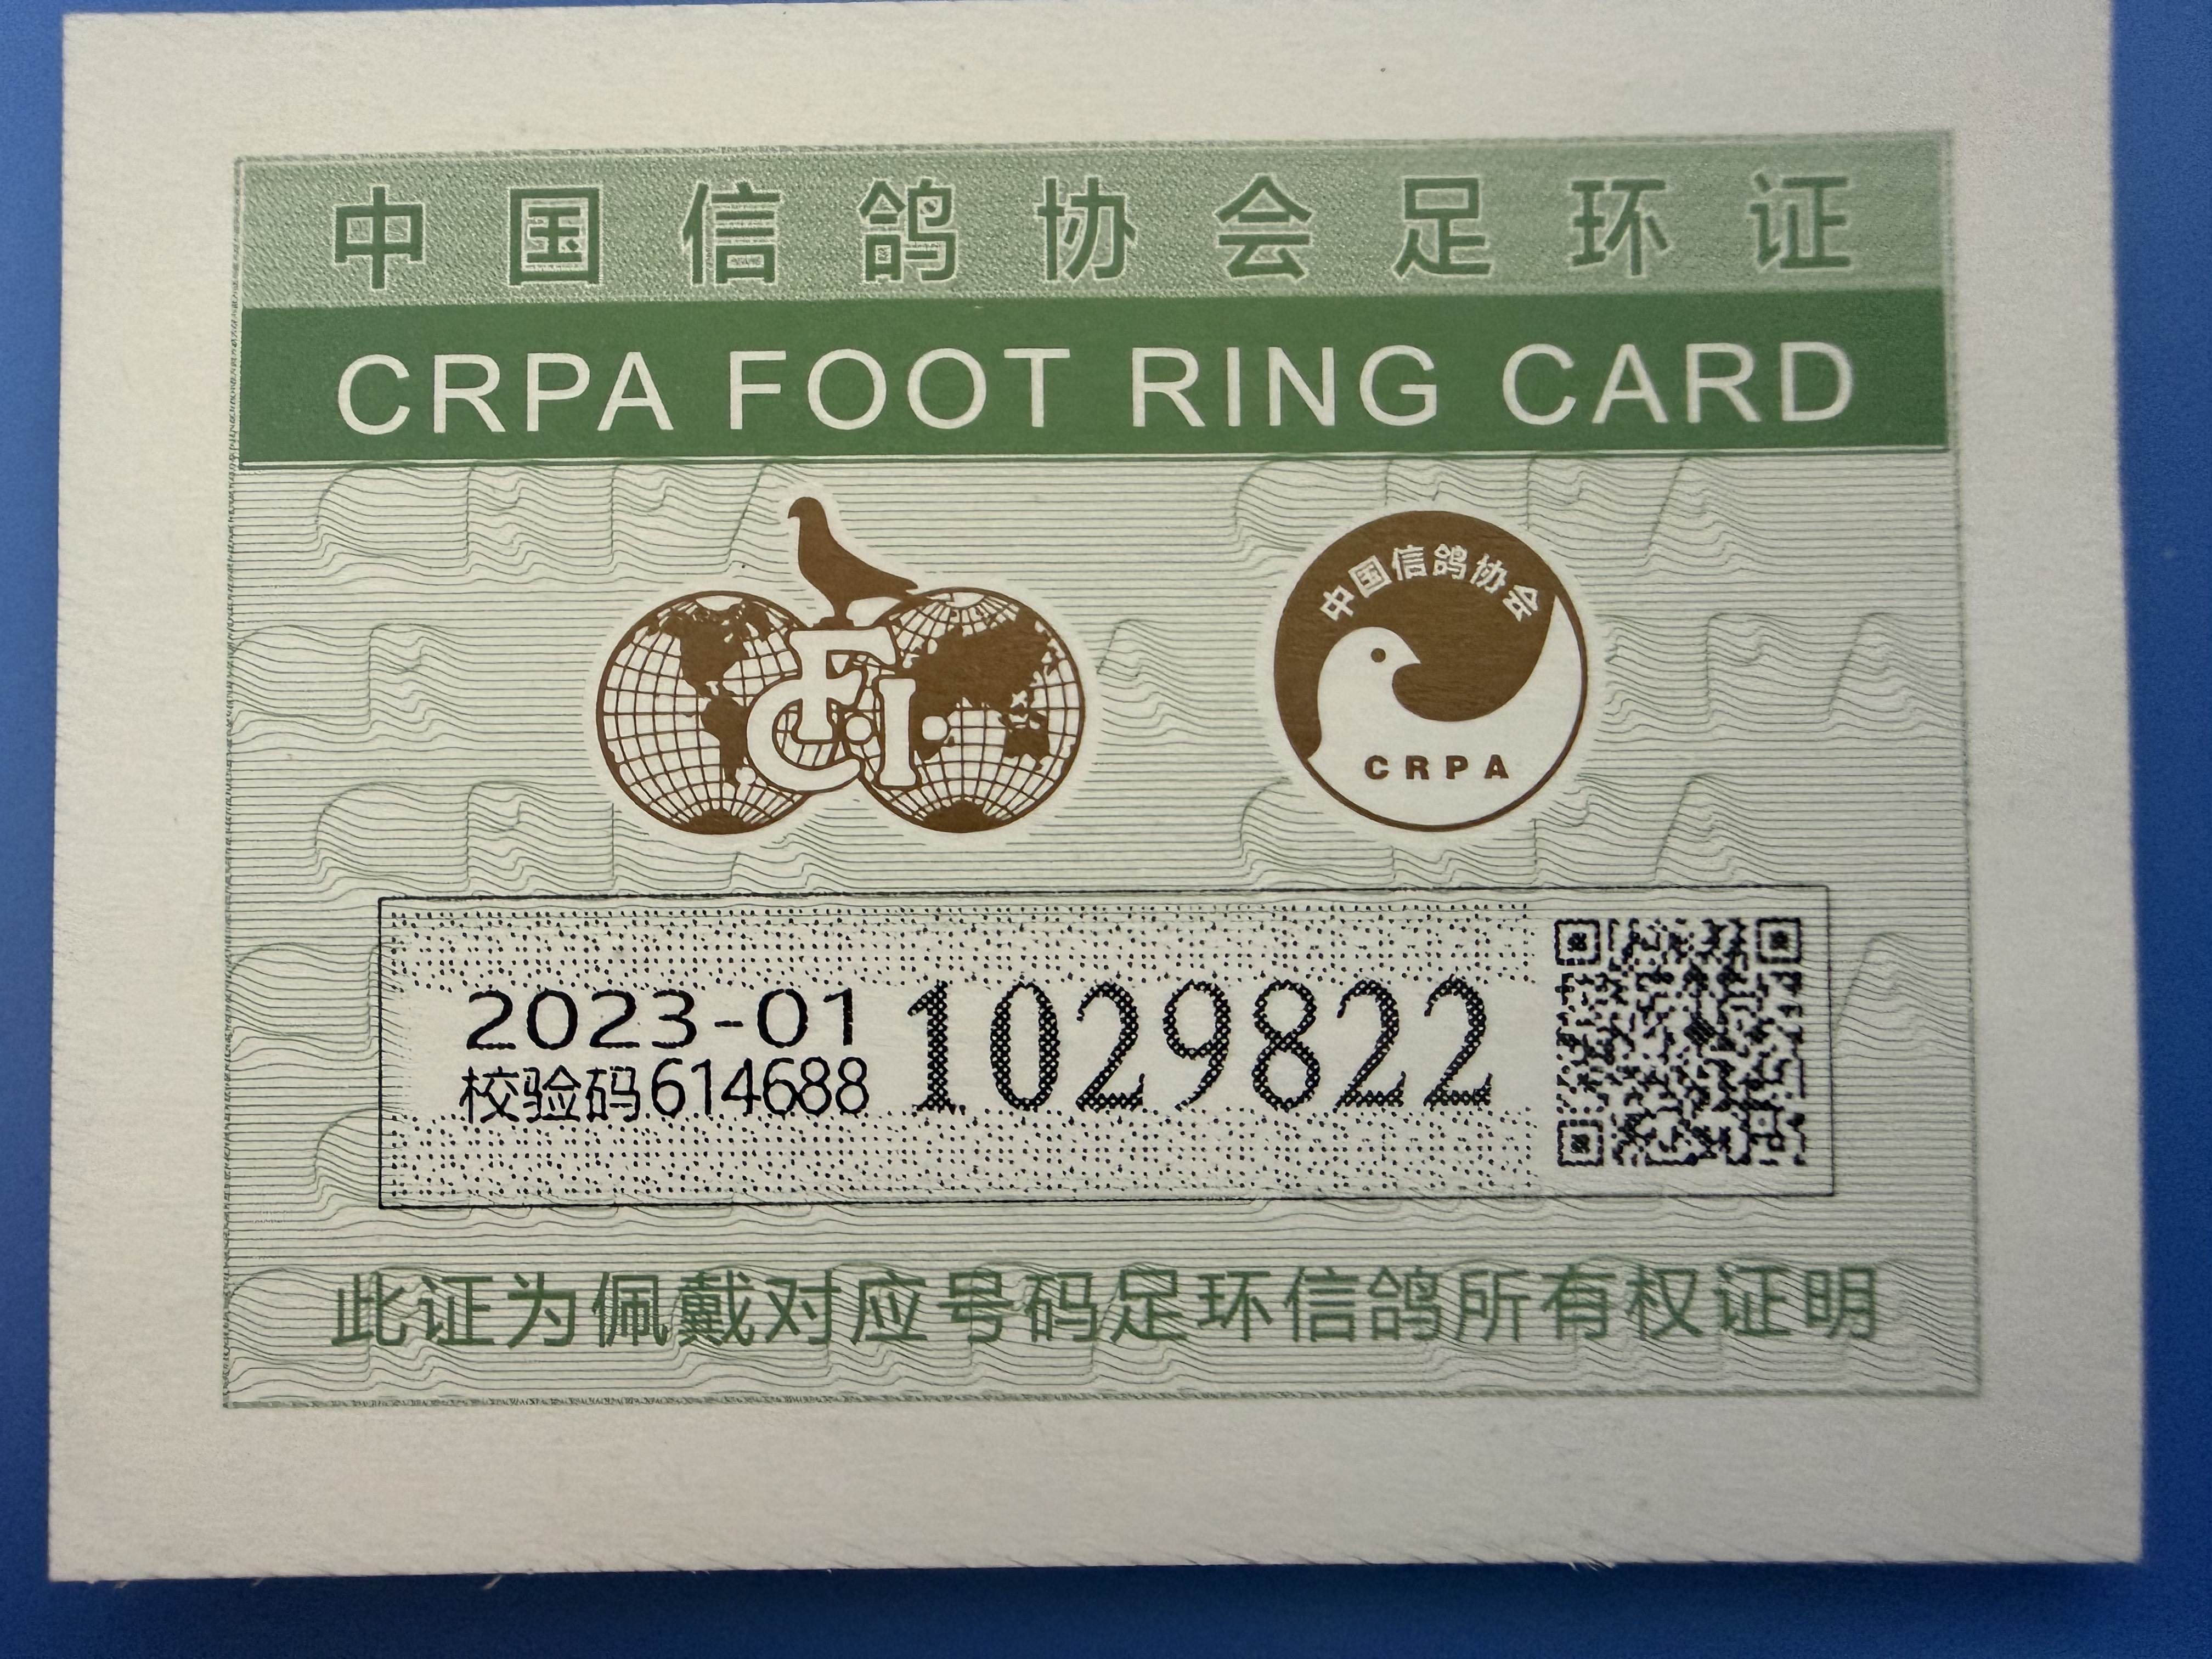 中国信鸽协会足环证
CRPA FOOT RING CARD
F.C.I.
中国信鸽协会
CRPA
2023-01 1029822
校验码614688
此证为佩戴对应号码足环信鸽所有权证明